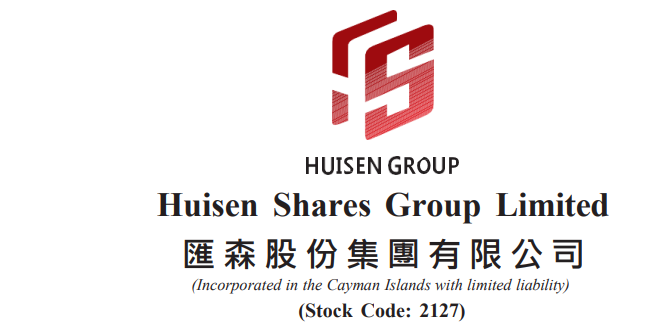 HUISEN GROUP
Huisen Shares Group Limited
匯森股份集團有限公司
(Incorporated in the Cayman Islands with limited liability)
(Stock Code: 2127)